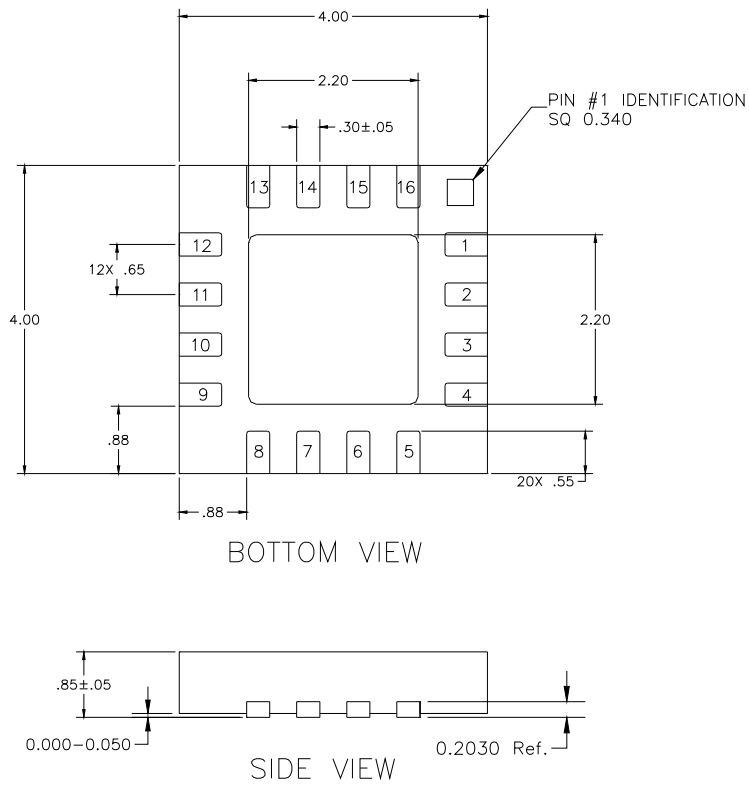 4.00
2.20
.30±.05
PIN #1 IDENTIFICATION
SQ 0.340
13 14 15 16
12 1
12X .65
11 2
4.00
2.20
10 3
9 4
.88
8 7 6 5
20X .55
.88
BOTTOM VIEW
.85±.05
0.000-0.050
0.2030 Ref.
SIDE VIEW